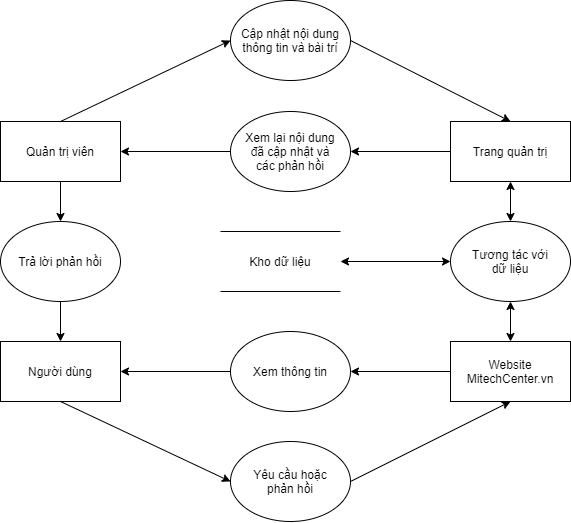 Cập nhật nội dung
thông tin và bài trí
Quản trị viên
Xem lại nội dung
đã cập nhật và
các phản hồi
Trang quản trị
Trả lời phản hồi
Kho dữ liệu
Tương tác với
dữ liệu
Người dùng
Xem thông tin
Website
MitechCenter.vn
Yêu cầu hoặc
phản hồi